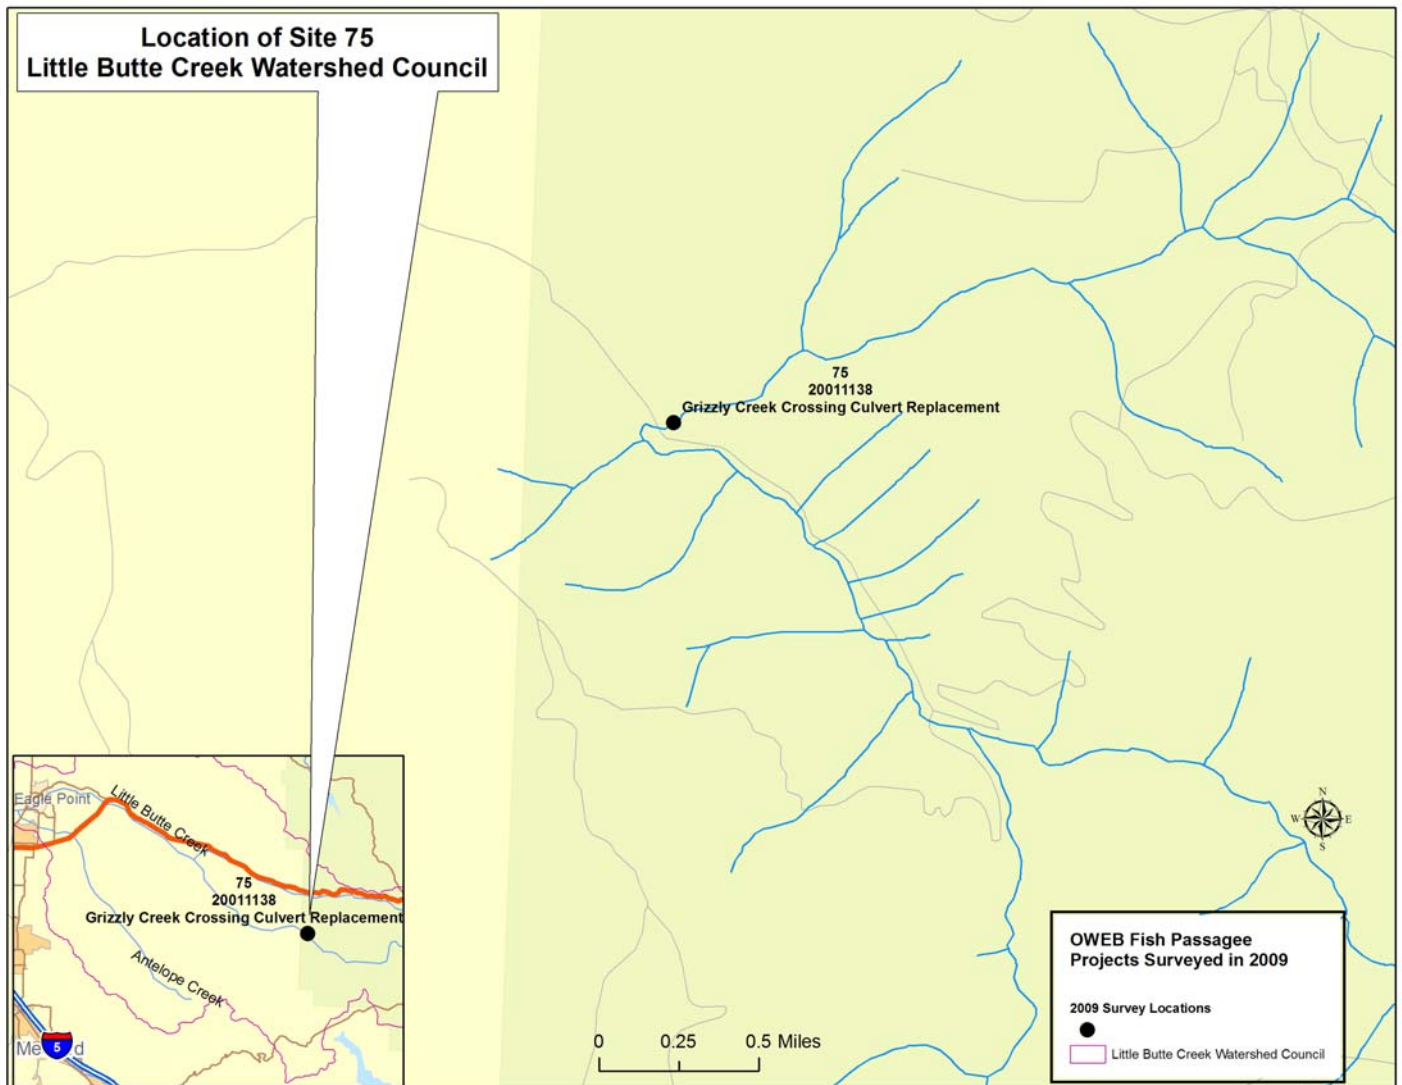 Location of Site 75
Little Butte Creek Watershed Council
75
20011138
Grizzly Creek Crossing Culvert Replacement
Eagle Point
Little Butte Creek
75
20011138
Grizzly Creek Crossing Culvert Replacement
Antelope Creek
Me d
5
0 0.25 0.5 Miles
N
W E
S
OWEB Fish Passagee
Projects Surveyed in 2009
2009 Survey Locations
Little Butte Creek Watershed Council